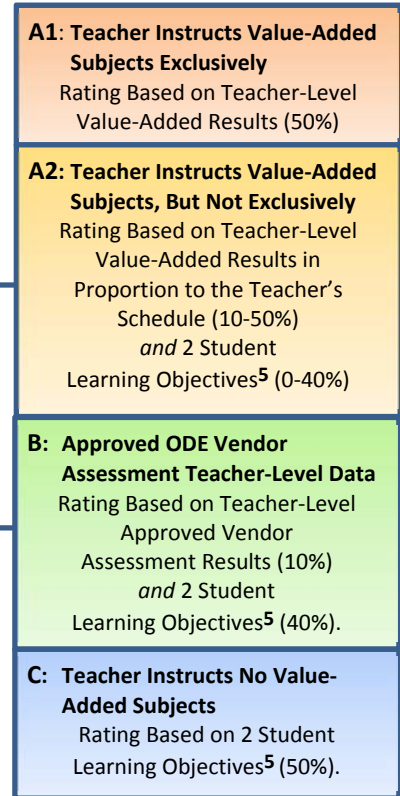 A1: Teacher Instructs Value-Added
Subjects Exclusively
Rating Based on Teacher-Level
Value-Added Results (50%)
A2: Teacher Instructs Value-Added
Subjects, But Not Exclusively
Rating Based on Teacher-Level
Value-Added Results in
Proportion to the Teacher’s
Schedule (10-50%)
and 2 Student
Learning Objectives5 (0-40%)
B: Approved ODE Vendor
Assessment Teacher-Level Data
Rating Based on Teacher-Level
Approved Vendor
Assessment Results (10%)
and 2 Student
Learning Objectives5 (40%).
C: Teacher Instructs No Value-
Added Subjects
Rating Based on 2 Student
Learning Objectives5 (50%).